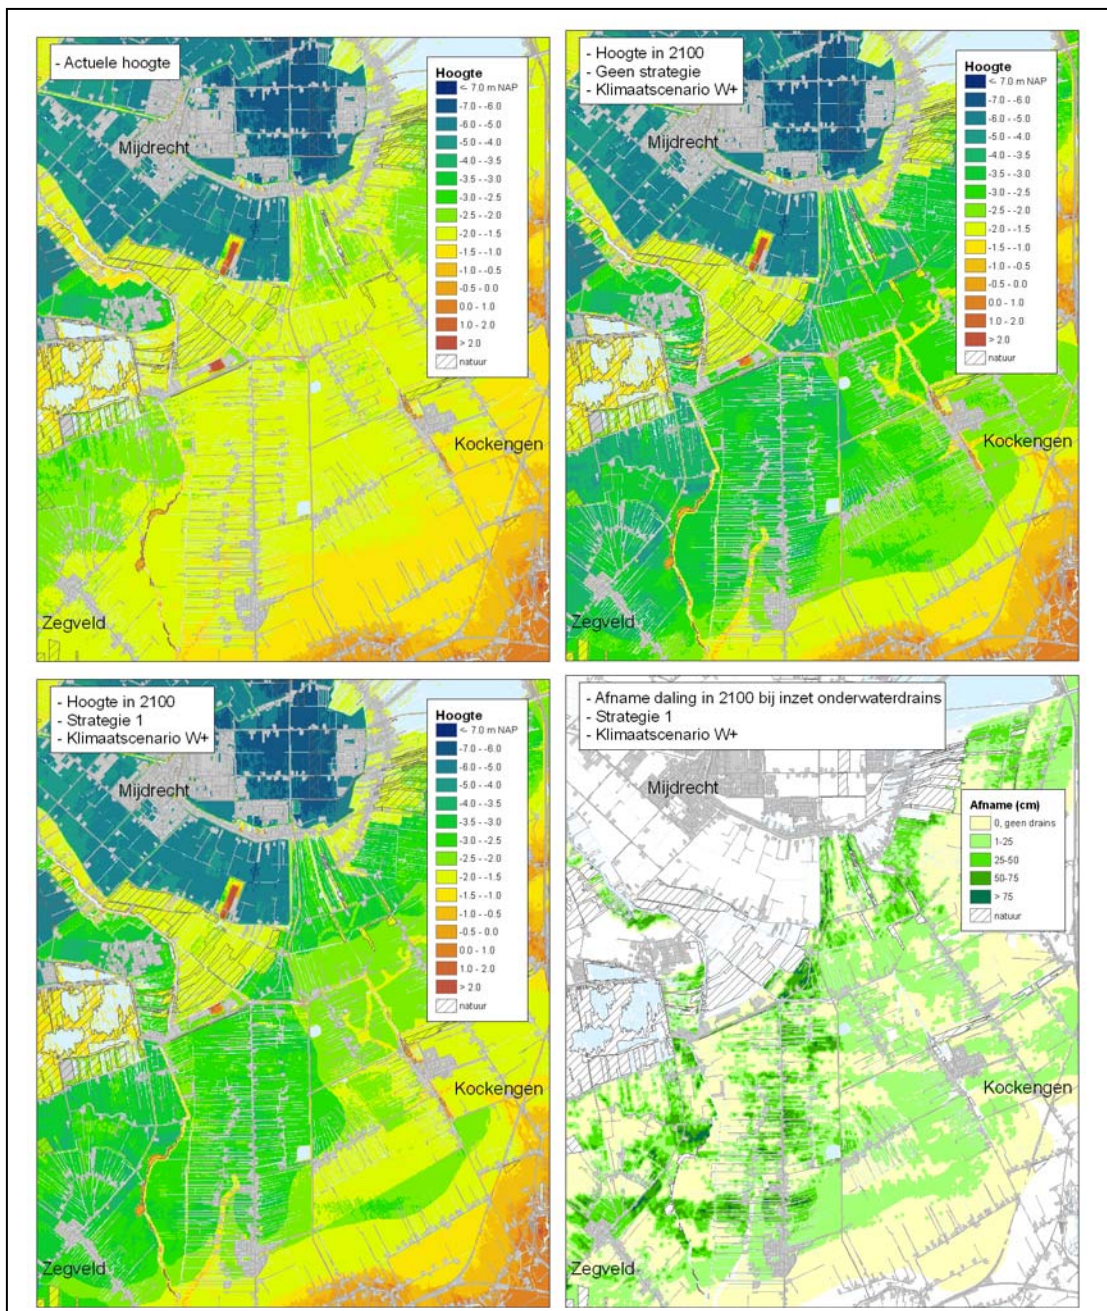 - Actuele hoogte
Hoogte
<- 7.0 m NAP
-7.0 - -6.0
-6.0 - -5.0
-5.0 - -4.0
-4.0 - -3.5
-3.5 - -3.0
-3.0 - -2.5
-2.5 - -2.0
-2.0 - -1.5
-1.5 - -1.0
-1.0 - -0.5
-0.5 - 0.0
0.0 - 1.0
1.0 - 2.0
> 2.0
natuur
Mijdrecht
Kockengen
Zegveld
- Hoogte in 2100
- Geen strategie
- Klimaatscenario W+
Hoogte
<- 7.0 m NAP
-7.0 - -6.0
-6.0 - -5.0
-5.0 - -4.0
-4.0 - -3.5
-3.5 - -3.0
-3.0 - -2.5
-2.5 - -2.0
-2.0 - -1.5
-1.5 - -1.0
-1.0 - -0.5
-0.5 - 0.0
0.0 - 1.0
1.0 - 2.0
> 2.0
natuur
Mijdrecht
Kockengen
Zegveld
- Hoogte in 2100
- Strategie 1
- Klimaatscenario W+
Hoogte
<- 7.0 m NAP
-7.0 - -6.0
-6.0 - -5.0
-5.0 - -4.0
-4.0 - -3.5
-3.5 - -3.0
-3.0 - -2.5
-2.5 - -2.0
-2.0 - -1.5
-1.5 - -1.0
-1.0 - -0.5
-0.5 - 0.0
0.0 - 1.0
1.0 - 2.0
> 2.0
natuur
Mijdrecht
Kockengen
Zegveld
- Afname daling in 2100 bij inzet onderwaterdrains
- Strategie 1
- Klimaatscenario W+
Afname (cm)
0, geen drains
1-25
25-50
50-75
> 75
natuur
Mijdrecht
Kockengen
Zegveld